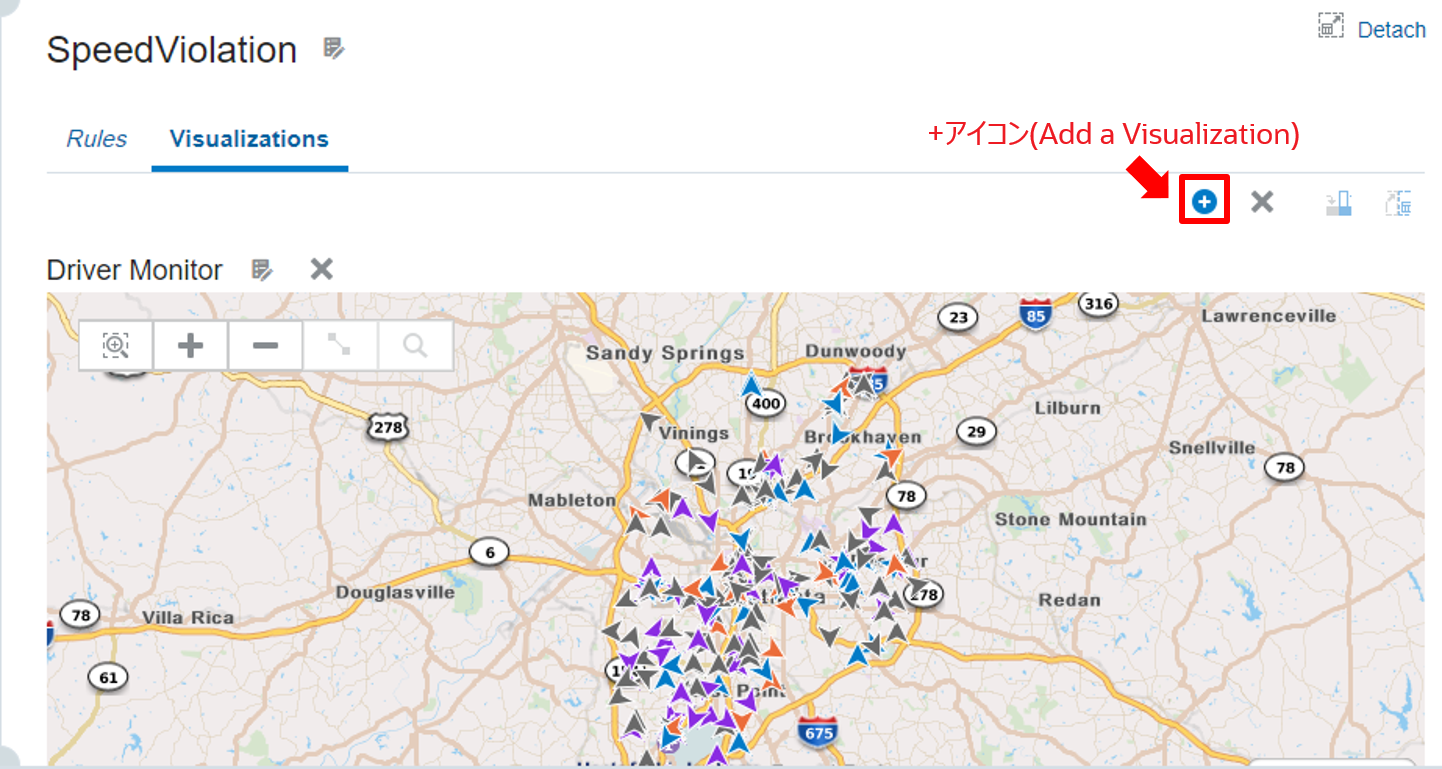 SpeedViolation
Detach
Rules
Visualizations
+アイコン(Add a Visualization)
Driver Monitor
316
23
85
Lawrenceville
Sandy Springs
Dunwoody
400
Lilburn
278
Vinings
29
Snellville
78
Mableton
78
Stone Mountain
6
Douglasville
278
Redan
78
Villa Rica
61
675